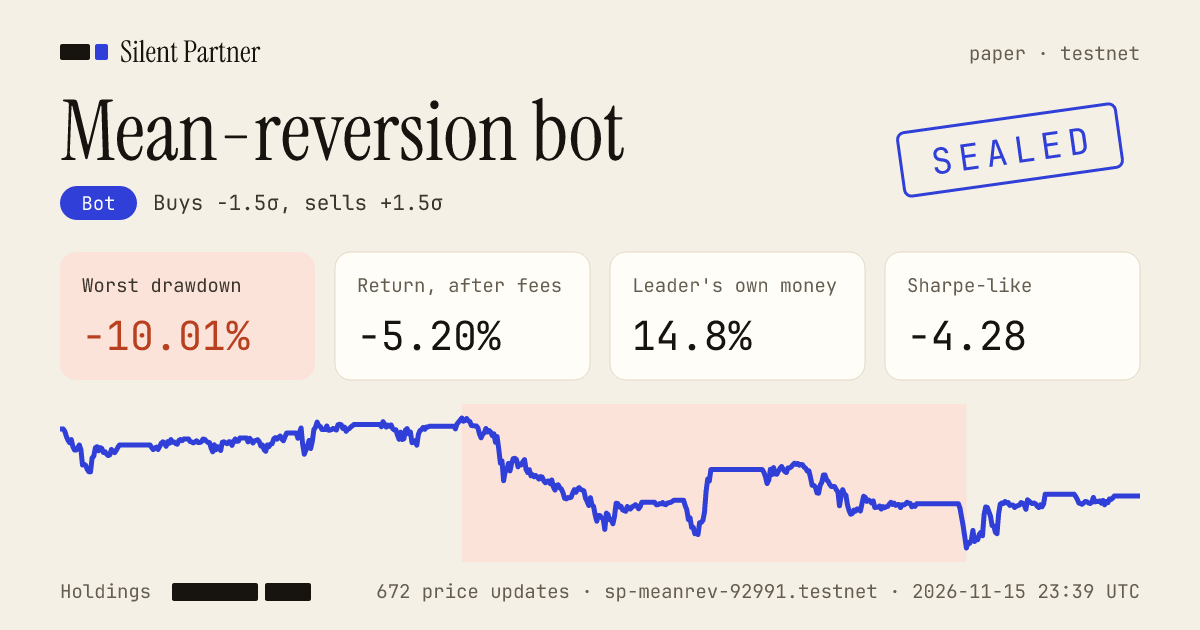 Silent Partner
paper · testnet
Mean-reversion bot
SEALED
Bot
Buys -1.5σ, sells +1.5σ
Worst drawdown
-10.01%
Return, after fees
-5.20%
Leader's own money
14.8%
Sharpe-like
-4.28
Holdings
672 price updates · sp-meanrev-92991.testnet · 2026-11-15 23:39 UTC